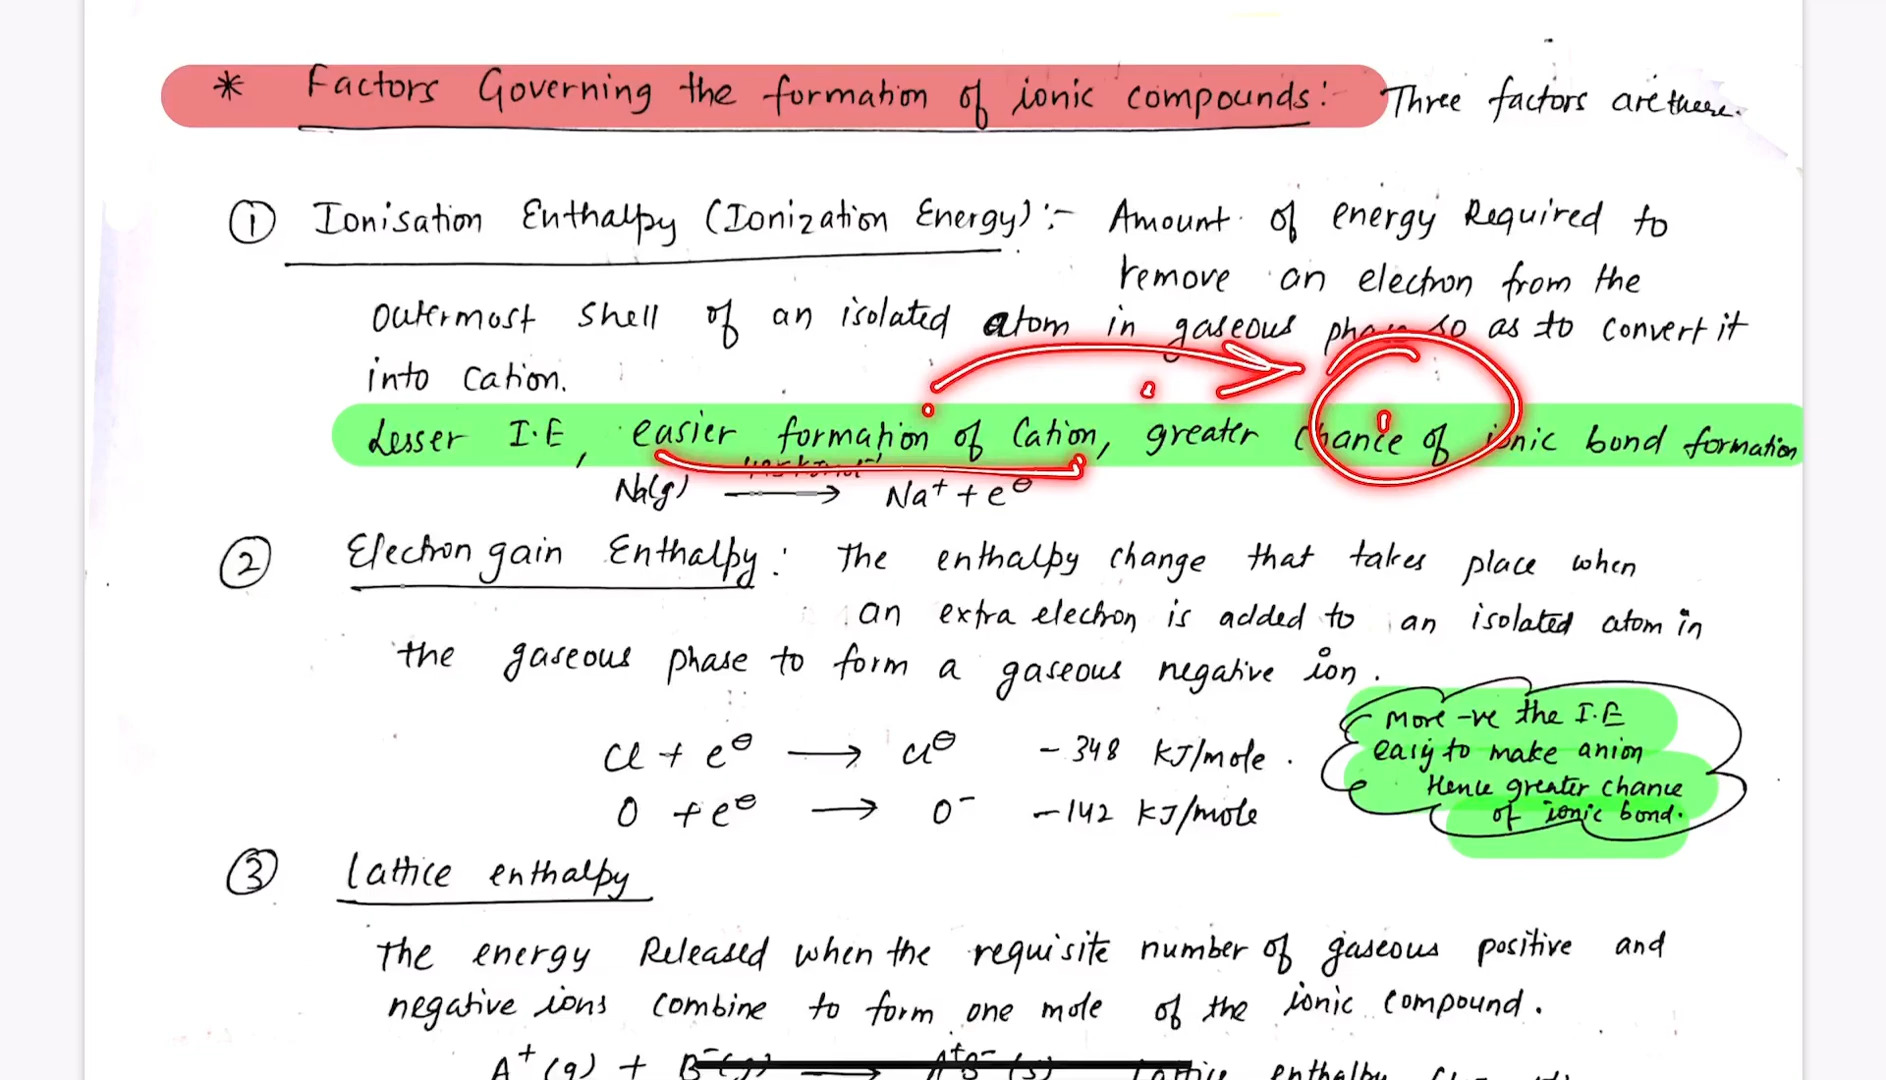 * Factors Governing the formation of ionic compounds:- Three factors are there.
① Ionisation Enthalpy (Ionization Energy) :- Amount of energy Required to
remove an electron from the
outermost shell of an isolated atom in gaseous phase so as to convert it
into Cation.
Lesser I.E, easier formation of Cation, greater chance of ionic bond formation
Na(g) ⟶ Na⁺ + e⊖
② Electron gain Enthalpy: The enthalpy change that takes place when
an extra electron is added to an isolated atom in
the gaseous phase to form a gaseous negative ion.
Cl + e⊖ ⟶ Cl⊖ -348 KJ/mole.
O + e⊖ ⟶ O⁻ -142 KJ/mole
More -ve the I.E
easy to make anion
Hence greater chance
of ionic bond.
③ Lattice enthalpy
The energy Released when the requisite number of gaseous positive and
negative ions combine to form one mole of the ionic compound.
A⁺(g) + B⁻(g) ⟶ A⁺B⁻(s) Lattice enthalpy